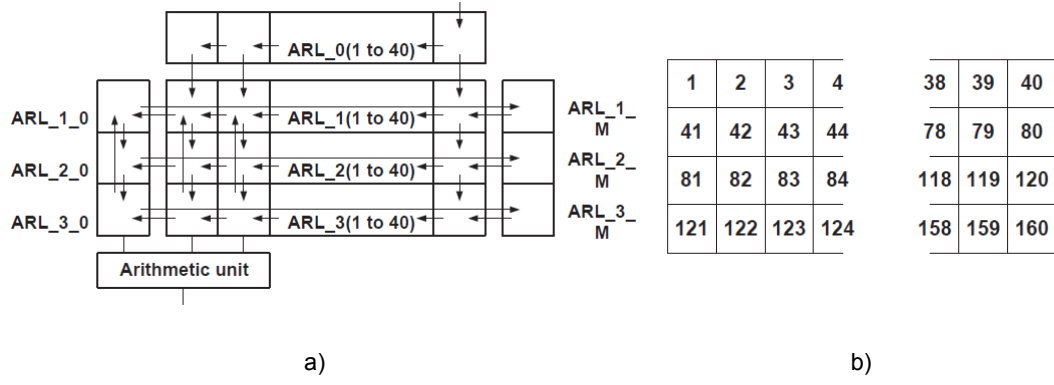 ARL_0(1 to 40)
ARL_1_0
ARL_1(1 to 40)
ARL_1_
M
ARL_2_0
ARL_2(1 to 40)
ARL_2_
M
ARL_3_0
ARL_3(1 to 40)
ARL_3_
M
Arithmetic unit
1 2 3 4 38 39 40
41 42 43 44 78 79 80
81 82 83 84 118 119 120
121 122 123 124 158 159 160
a) b)